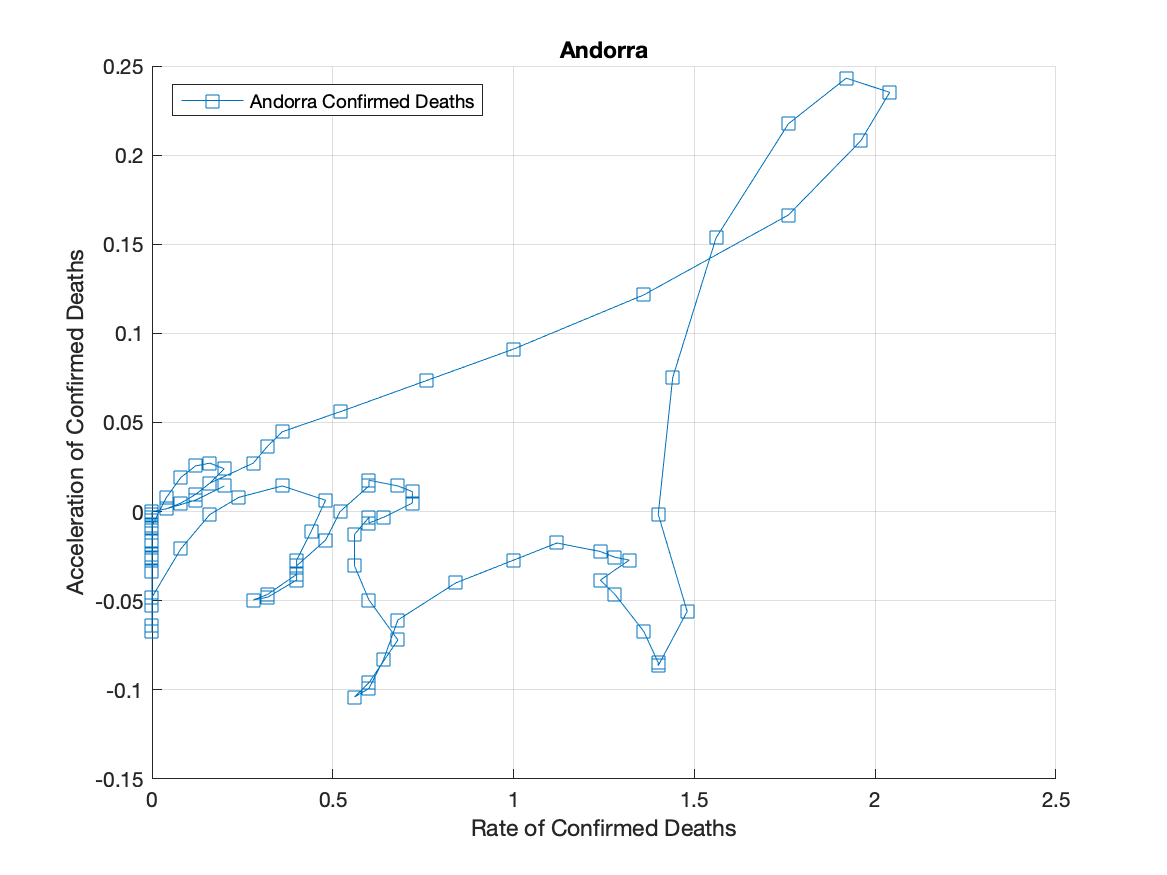 Andorra
Andorra Confirmed Deaths
0.25
0.2
0.15
0.1
0.05
0
-0.05
-0.1
-0.15
Acceleration of Confirmed Deaths
0 0.5 1 1.5 2 2.5
Rate of Confirmed Deaths